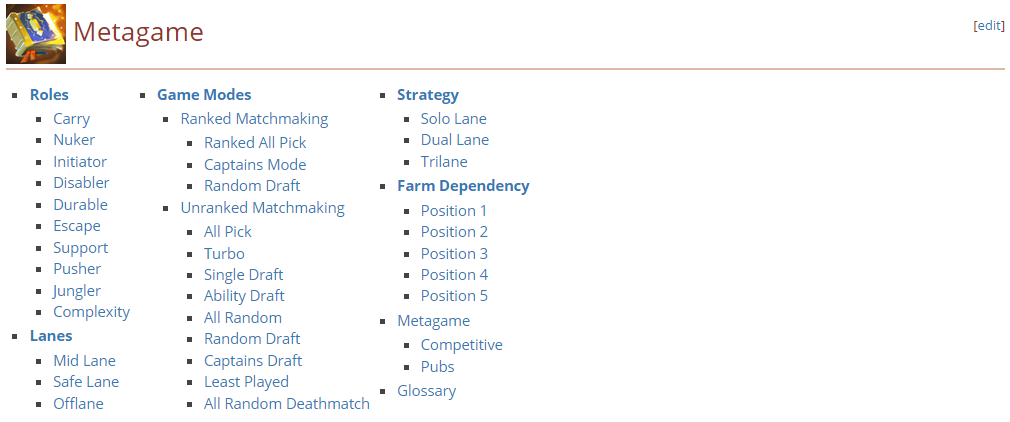 Metagame
[edit]
Roles
Carry
Nuker
Initiator
Disabler
Durable
Escape
Support
Pusher
Jungler
Complexity
Lanes
Mid Lane
Safe Lane
Offlane
Game Modes
Ranked Matchmaking
Ranked All Pick
Captains Mode
Random Draft
Unranked Matchmaking
All Pick
Turbo
Single Draft
Ability Draft
All Random
Random Draft
Captains Draft
Least Played
All Random Deathmatch
Strategy
Solo Lane
Dual Lane
Trilane
Farm Dependency
Position 1
Position 2
Position 3
Position 4
Position 5
Metagame
Competitive
Pubs
Glossary